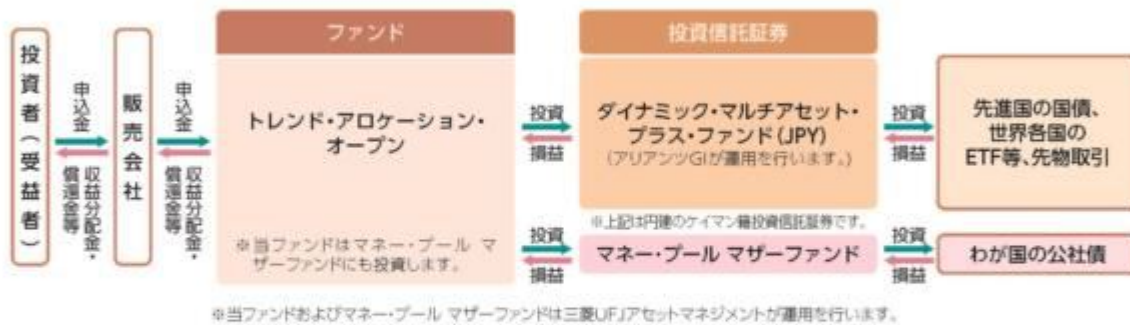 ファンド
投資信託証券
投資者(受益者)
申込金
収益分配金・
償還金等
販売会社
申込金
収益分配金・
償還金等
トレンド・アロケーション・
オープン
※当ファンドはマネー・プール マ
ザーファンドにも投資します。
投資
損益
ダイナミック・マルチアセット・
プラス・ファンド(JPY)
(アリアンツGIが運用を行います。)
※上記は円建のケイマン籍投資信託証券です。
投資
損益
先進国の国債、
世界各国の
ETF等、先物取引
投資
損益
マネー・プール マザーファンド
投資
損益
わが国の公社債
※当ファンドおよびマネー・プール マザーファンドは三菱UFJアセットマネジメントが運用を行います。